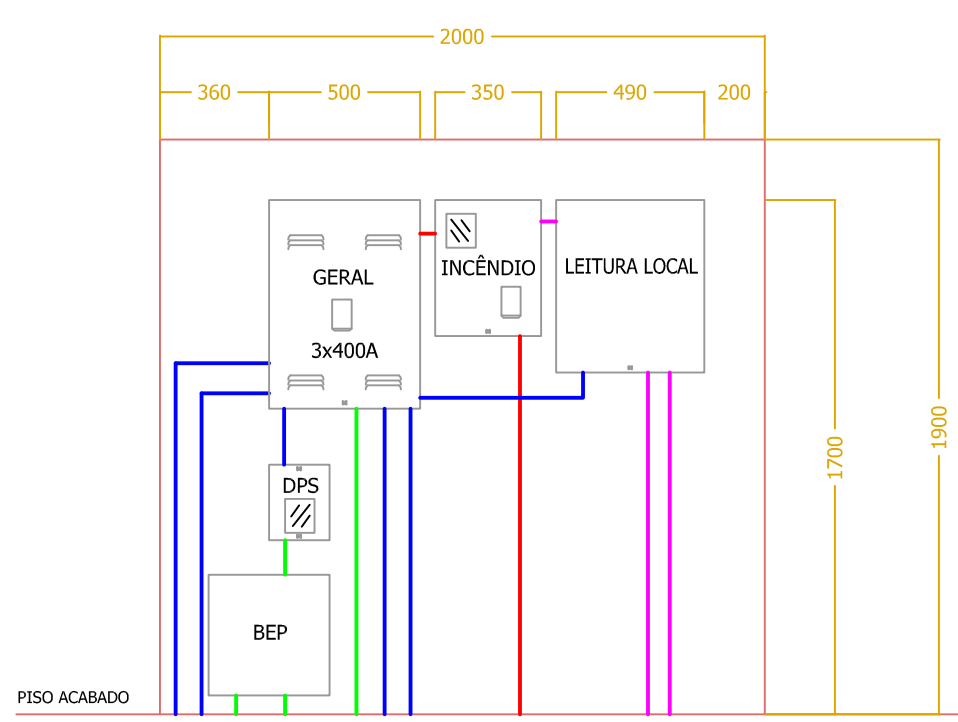 2000
360
500
350
490
200
GERAL
INCÊNDIO
LEITURA LOCAL
3x400A
1700
1900
DPS
BEP
PISO ACABADO